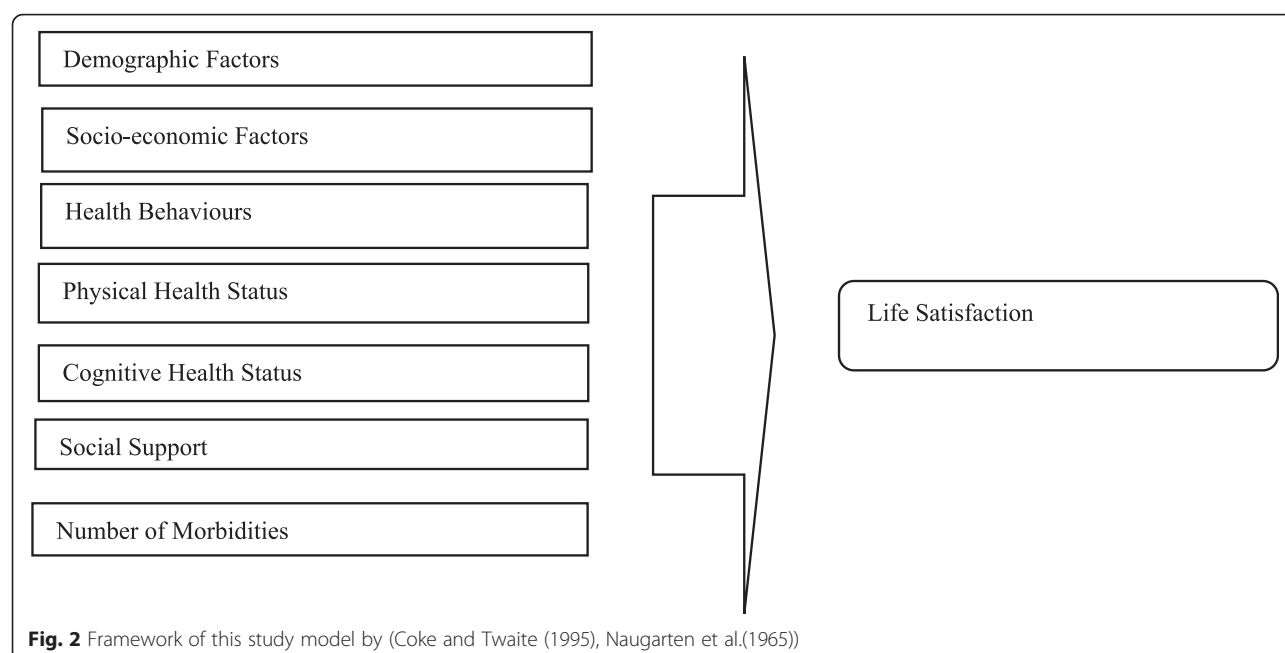 Demographic Factors
Socio-economic Factors
Health Behaviours
Physical Health Status
Cognitive Health Status
Social Support
Number of Morbidities
Life Satisfaction
Fig. 2 Framework of this study model by (Coke and Twaite (1995), Naugarten et al.(1965))